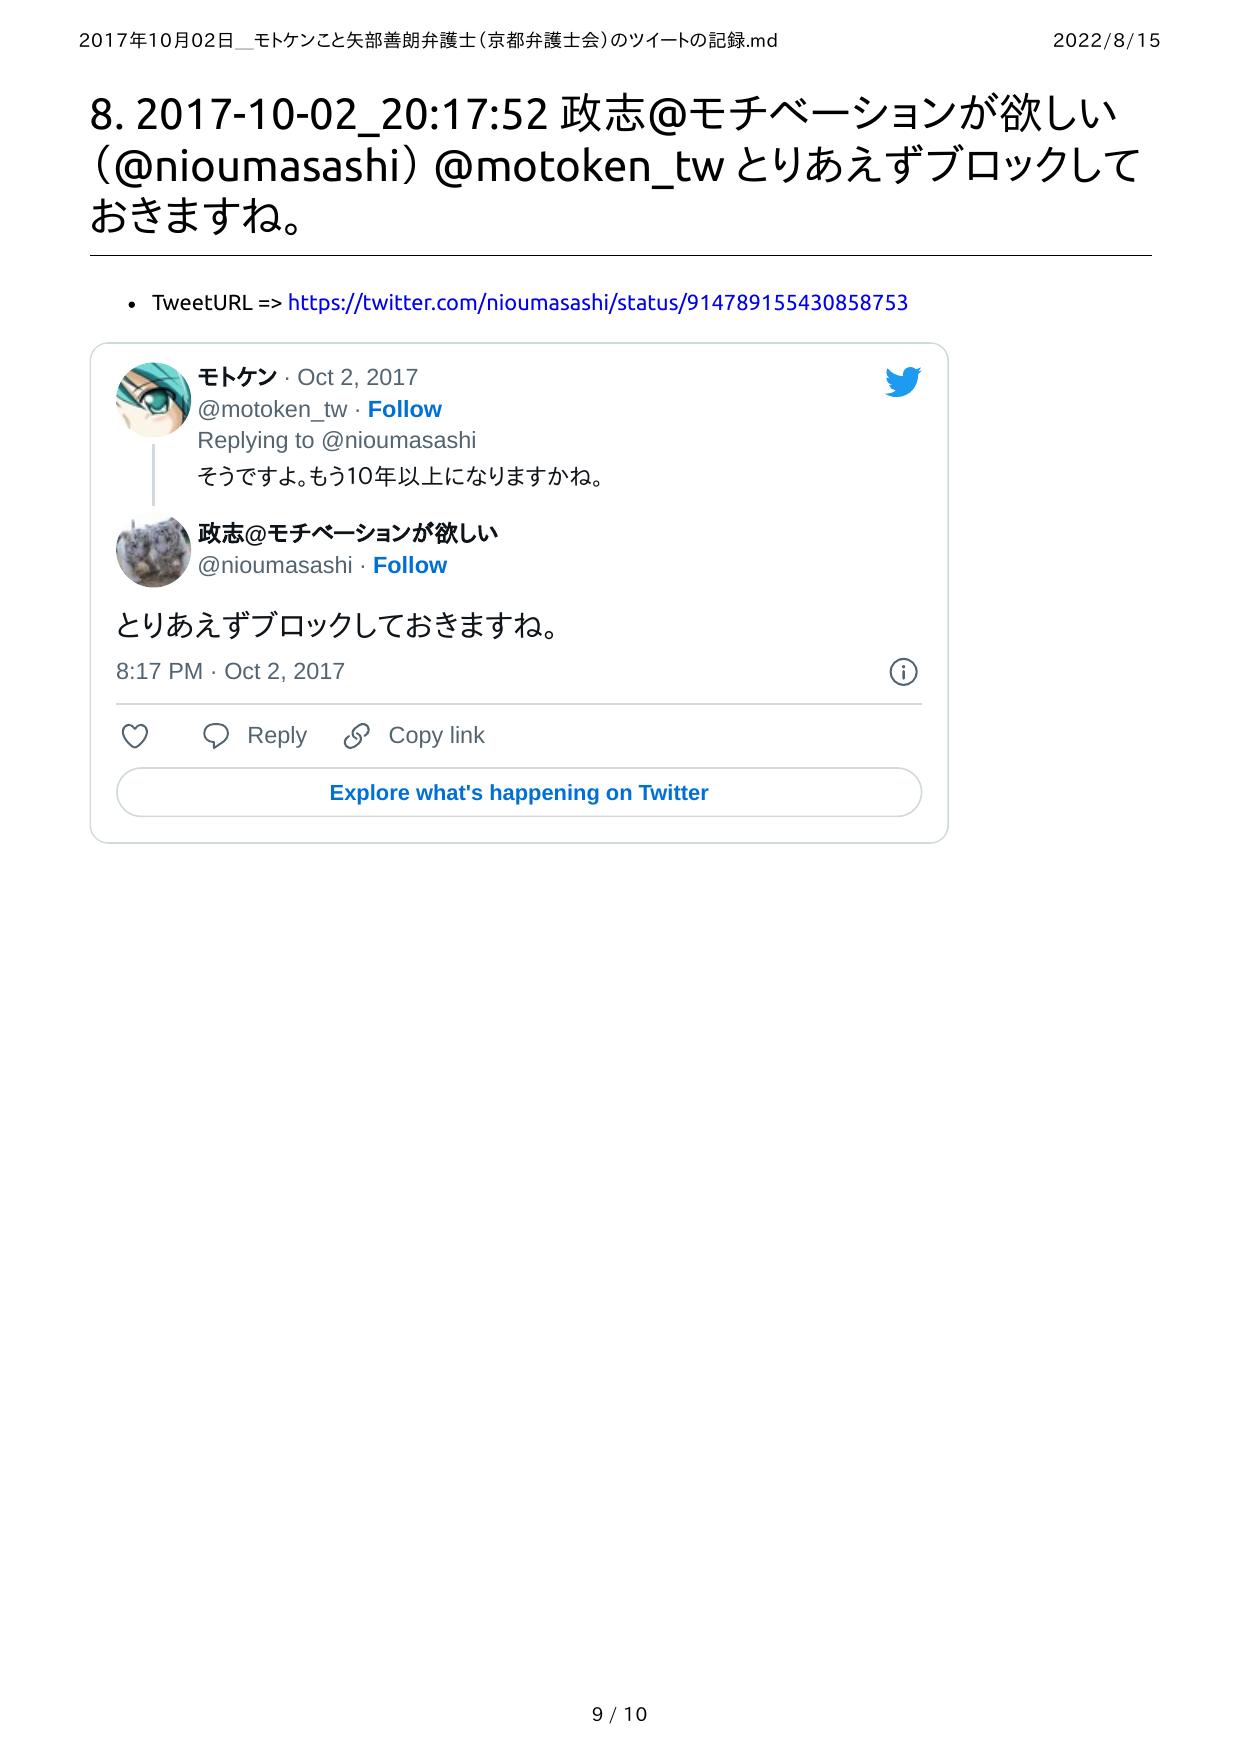 2017年10月02日__モトケンこと矢部善朗弁護士（京都弁護士会）のツイートの記録.md 2022/8/15
8. 2017-10-02_20:17:52 政志@モチベーションが欲しい
（@nioumasashi） @motoken_tw とりあえずブロックして
おきますね。
• TweetURL => https://twitter.com/nioumasashi/status/914789155430858753
モトケン · Oct 2, 2017
@motoken_tw · Follow
Replying to @nioumasashi
そうですよ。もう10年以上になりますかね。
政志@モチベーションが欲しい
@nioumasashi · Follow
とりあえずブロックしておきますね。
8:17 PM · Oct 2, 2017
Reply Copy link
Explore what's happening on Twitter
9 / 10